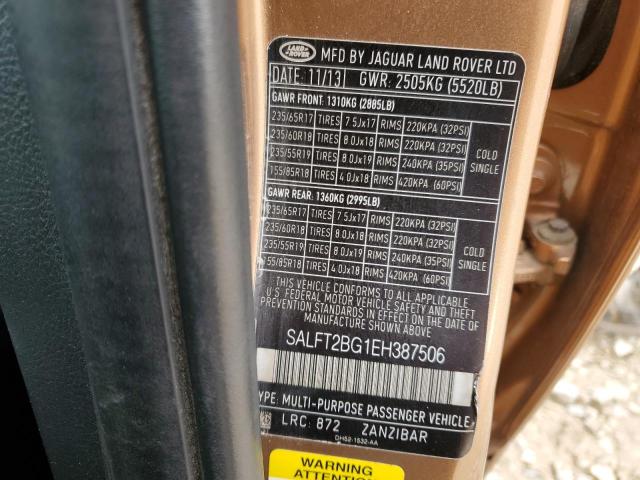 LAND ROVER
MFD BY JAGUAR LAND ROVER LTD
DATE: 11/13 GWR: 2505KG (5520LB)
GAWR FRONT: 1310KG (2885LB)
235/65R17 TIRES 7.5Jx17 RIMS 220KPA (32PSI)
235/60R18 TIRES 8.0Jx18 RIMS 220KPA (32PSI)
235/55R19 TIRES 8.0Jx19 RIMS 240KPA (35PSI)
155/85R18 TIRES 4.0Jx18 RIMS 420KPA (60PSI)
COLD
SINGLE
GAWR REAR: 1360KG (2995LB)
235/65R17 TIRES 7.5Jx17 RIMS 220KPA (32PSI)
235/60R18 TIRES 8.0Jx18 RIMS 220KPA (32PSI)
235/55R19 TIRES 8.0Jx19 RIMS 240KPA (35PSI)
155/85R18 TIRES 4.0Jx18 RIMS 420KPA (60PSI)
COLD
SINGLE
THIS VEHICLE CONFORMS TO ALL APPLICABLE
U.S. FEDERAL MOTOR VEHICLE SAFETY AND THEFT
PREVENTION STANDARDS IN EFFECT ON THE DATE
OF MANUFACTURE SHOWN ABOVE
SALFT2BG1EH387506
TYPE: MULTI-PURPOSE PASSENGER VEHICLE
LRC: 872 ZANZIBAR
DH52-1532-AA
WARNING